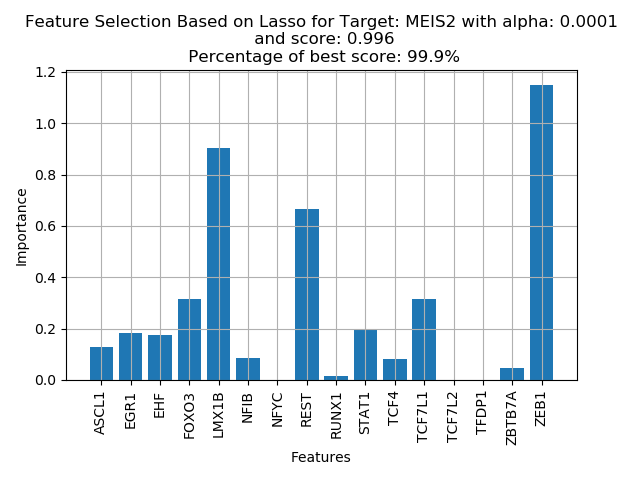 Feature Selection Based on Lasso for Target: MEIS2 with alpha: 0.0001
and score: 0.996
Percentage of best score: 99.9%
1.2
1.0
0.8
0.6
0.4
0.2
0.0
Importance
ASCL1
EGR1
EHF
FOXO3
LMX1B
NFIB
NFYC
REST
RUNX1
STAT1
TCF4
TCF7L1
TCF7L2
TFDP1
ZBTB7A
ZEB1
Features